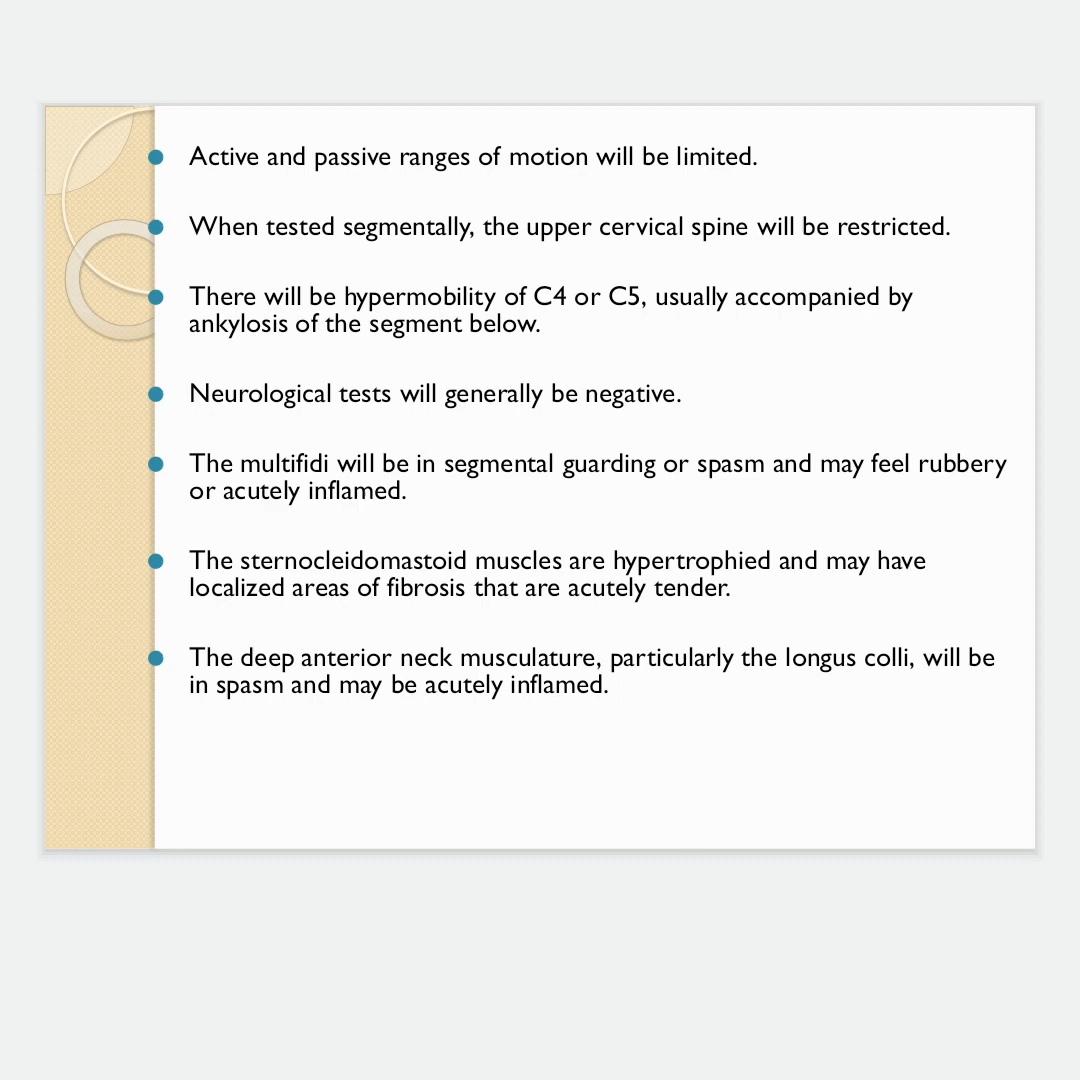 Active and passive ranges of motion will be limited.
When tested segmentally, the upper cervical spine will be restricted.
There will be hypermobility of C4 or C5, usually accompanied by
ankylosis of the segment below.
Neurological tests will generally be negative.
The multifidi will be in segmental guarding or spasm and may feel rubbery
or acutely inflamed.
The sternocleidomastoid muscles are hypertrophied and may have
localized areas of fibrosis that are acutely tender.
The deep anterior neck musculature, particularly the longus colli, will be
in spasm and may be acutely inflamed.